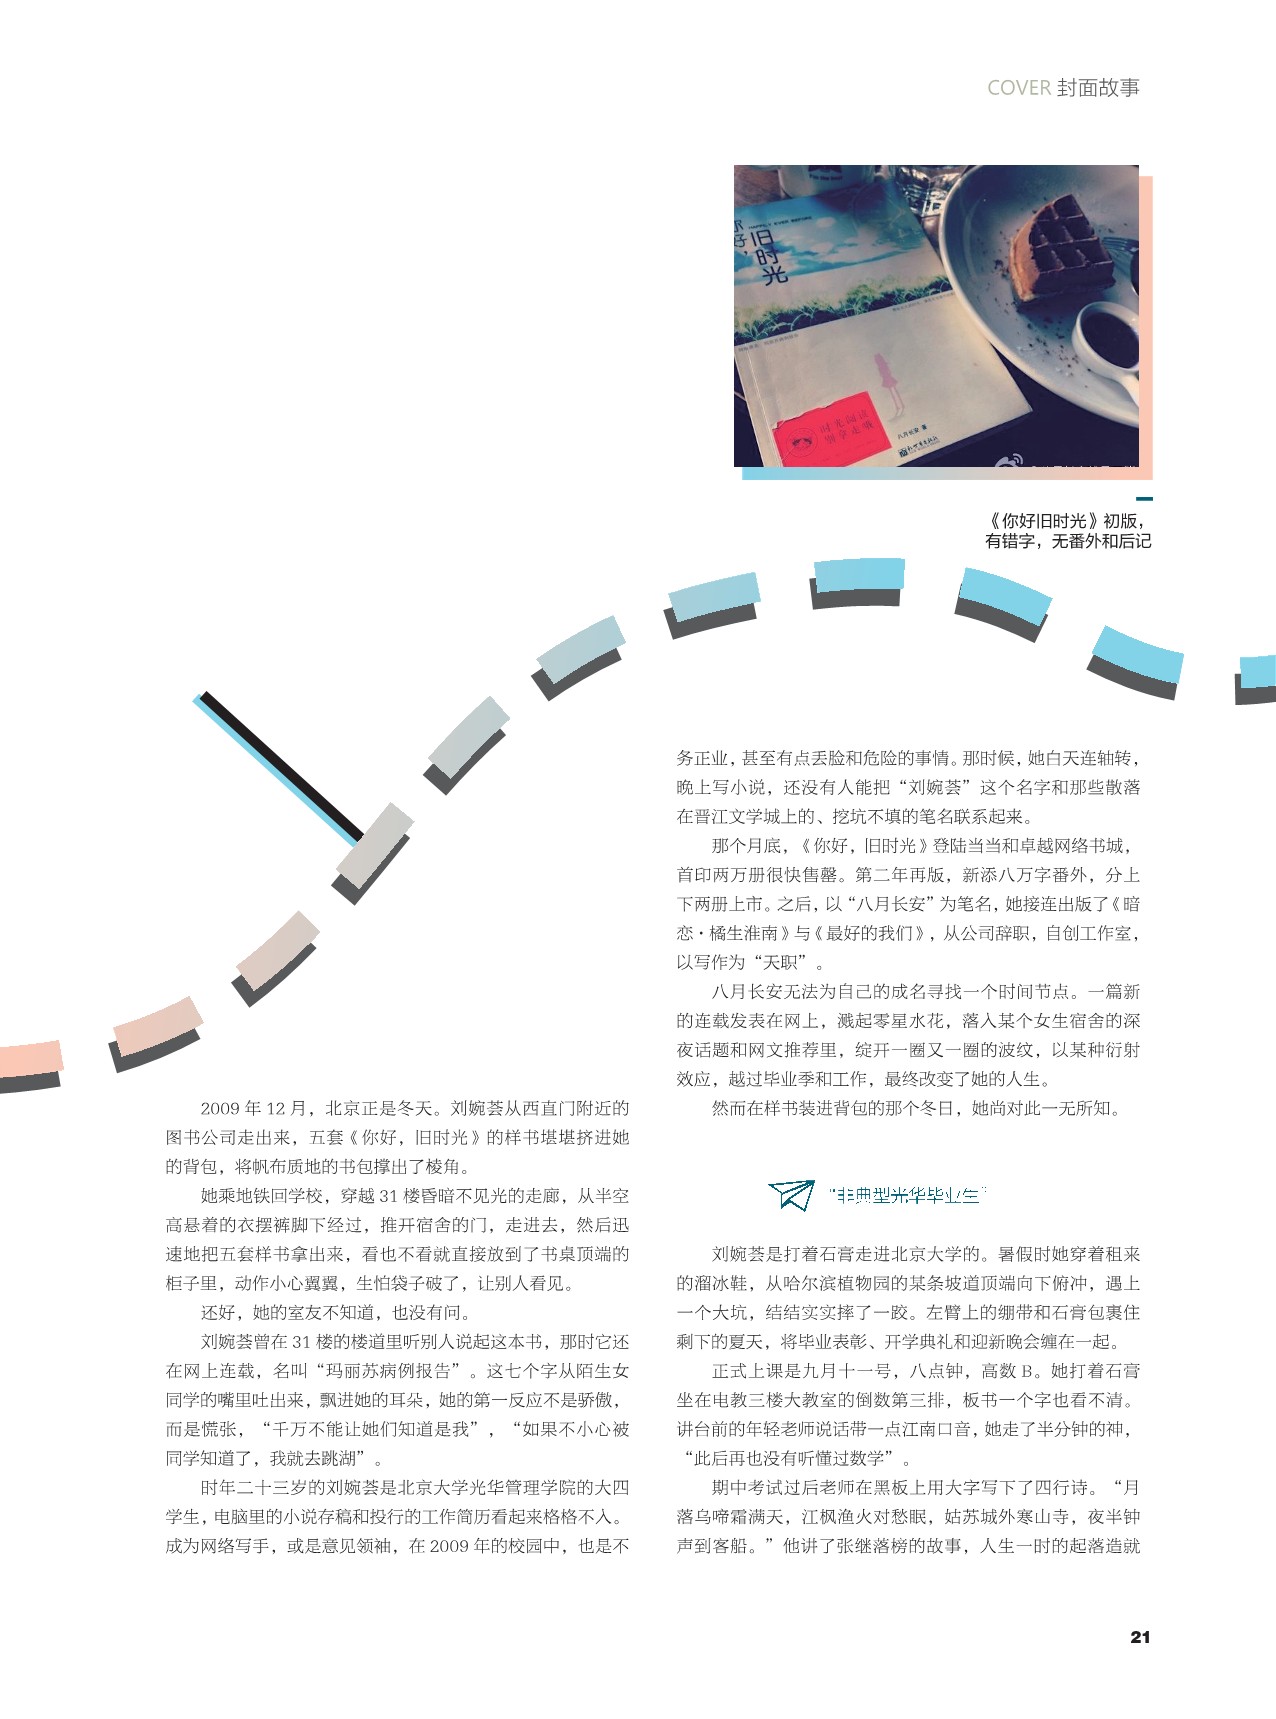 COVER 封面故事
HAPPILY EVER BEFORE
你好，
旧时光
时光阅读
别拿走哦
八月长安 著
《你好旧时光》初版，
有错字，无番外和后记
2009 年 12 月，北京正是冬天。刘婉荟从西直门附近的
图书公司走出来，五套《你好，旧时光》的样书堪堪挤进她
的背包，将帆布质地的书包撑出了棱角。
她乘地铁回学校，穿越 31 楼昏暗不见光的走廊，从半空
高悬着的衣摆裤脚下经过，推开宿舍的门，走进去，然后迅
速地把五套样书拿出来，看也不看就直接放到了书桌顶端的
柜子里，动作小心翼翼，生怕袋子破了，让别人看见。
还好，她的室友不知道，也没有问。
刘婉荟曾在 31 楼的楼道里听别人说起这本书，那时它还
在网上连载，名叫“玛丽苏病例报告”。这七个字从陌生女
同学的嘴里吐出来，飘进她的耳朵，她的第一反应不是骄傲，
而是慌张，“千万不能让她们知道是我”，“如果不小心被
同学知道了，我就去跳湖”。
时年二十三岁的刘婉荟是北京大学光华管理学院的大四
学生，电脑里的小说存稿和投行的工作简历看起来格格不入。
成为网络写手，或是意见领袖，在 2009 年的校园中，也是不
务正业，甚至有点丢脸和危险的事情。那时候，她白天连轴转，
晚上写小说，还没有人能把“刘婉荟”这个名字和那些散落
在晋江文学城上的、挖坑不填的笔名联系起来。
那个月底，《你好，旧时光》登陆当当和卓越网络书城，
首印两万册很快售罄。第二年再版，新添八万字番外，分上
下两册上市。之后，以“八月长安”为笔名，她接连出版了《暗
恋·橘生淮南》与《最好的我们》，从公司辞职，自创工作室，
以写作为“天职”。
八月长安无法为自己的成名寻找一个时间节点。一篇新
的连载发表在网上，溅起零星水花，落入某个女生宿舍的深
夜话题和网文推荐里，绽开一圈又一圈的波纹，以某种衍射
效应，越过毕业季和工作，最终改变了她的人生。
然而在样书装进背包的那个冬日，她尚对此一无所知。
“非典型光华毕业生”
刘婉荟是打着石膏走进北京大学的。暑假时她穿着租来
的溜冰鞋，从哈尔滨植物园的某条坡道顶端向下俯冲，遇上
一个大坑，结结实实摔了一跤。左臂上的绷带和石膏包裹住
剩下的夏天，将毕业表彰、开学典礼和迎新晚会缠在一起。
正式上课是九月十一号，八点钟，高数 B。她打着石膏
坐在电教三楼大教室的倒数第三排，板书一个字也看不清。
讲台前的年轻老师说话带一点江南口音，她走了半分钟的神，
“此后再也没有听懂过数学”。
期中考试过后老师在黑板上用大字写下了四行诗。“月
落乌啼霜满天，江枫渔火对愁眠，姑苏城外寒山寺，夜半钟
声到客船。”他讲了张继落榜的故事，人生一时的起落造就
21